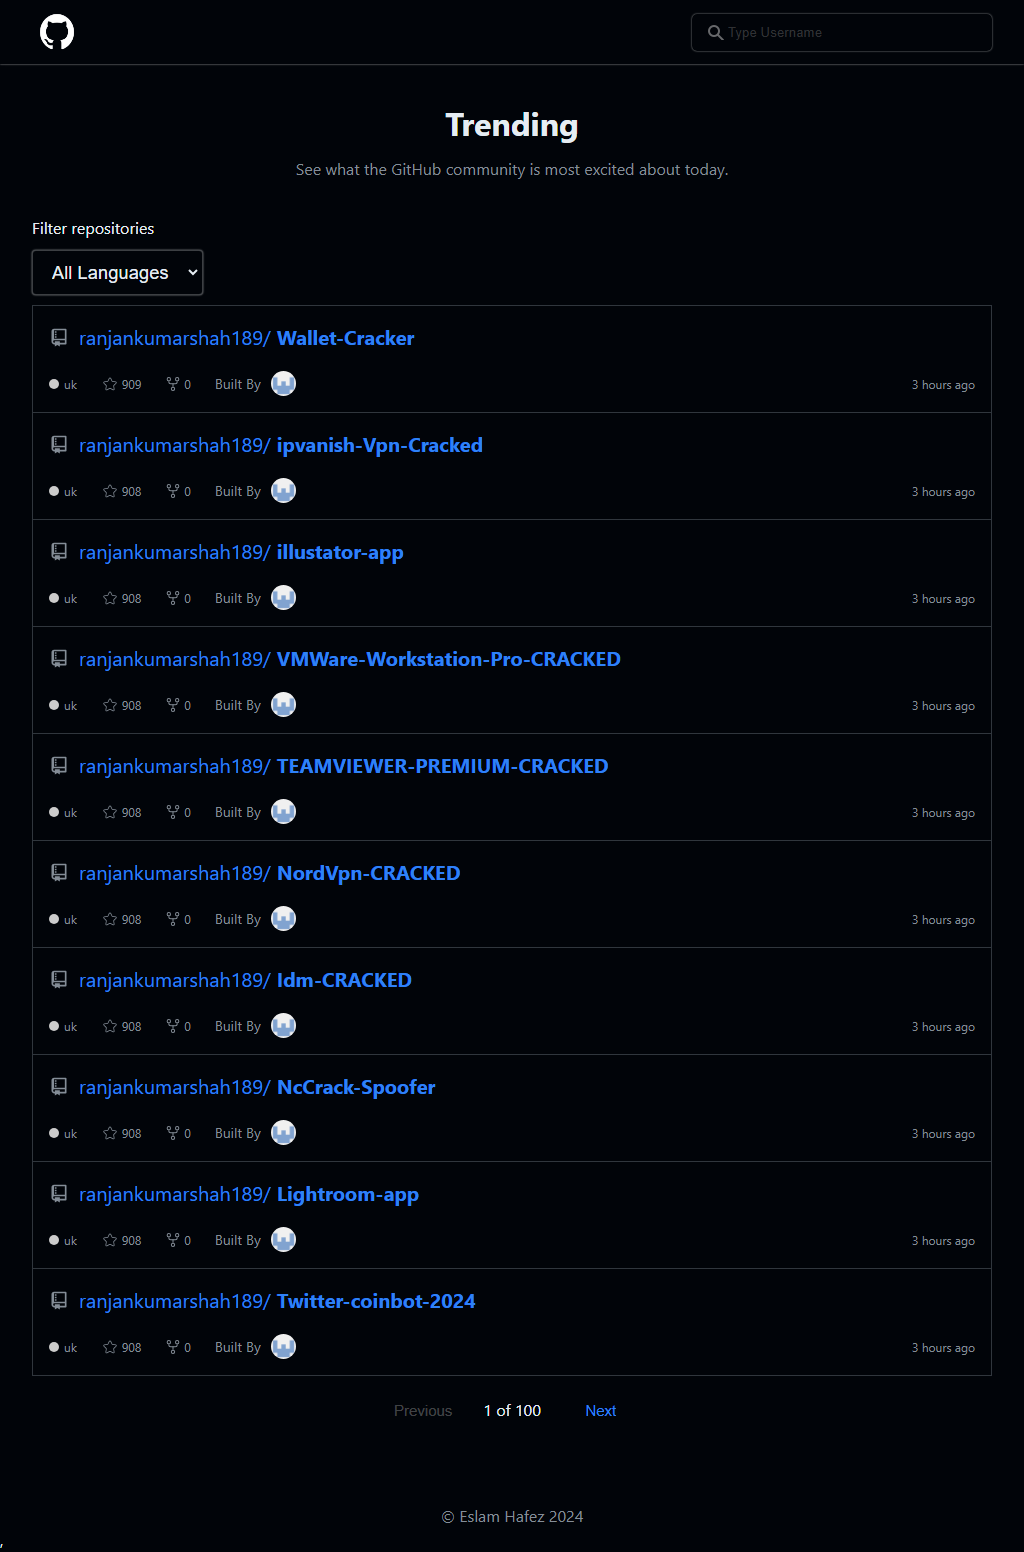 Type Username
Trending
See what the GitHub community is most excited about today.
Filter repositories
All Languages
ranjankumarshah189/ Wallet-Cracker
uk 909 0 Built By 3 hours ago
ranjankumarshah189/ ipvanish-Vpn-Cracked
uk 908 0 Built By 3 hours ago
ranjankumarshah189/ illustator-app
uk 908 0 Built By 3 hours ago
ranjankumarshah189/ VMWare-Workstation-Pro-CRACKED
uk 908 0 Built By 3 hours ago
ranjankumarshah189/ TEAMVIEWER-PREMIUM-CRACKED
uk 908 0 Built By 3 hours ago
ranjankumarshah189/ NordVpn-CRACKED
uk 908 0 Built By 3 hours ago
ranjankumarshah189/ Idm-CRACKED
uk 908 0 Built By 3 hours ago
ranjankumarshah189/ NcCrack-Spoofer
uk 908 0 Built By 3 hours ago
ranjankumarshah189/ Lightroom-app
uk 908 0 Built By 3 hours ago
ranjankumarshah189/ Twitter-coinbot-2024
uk 908 0 Built By 3 hours ago
Previous 1 of 100 Next
© Eslam Hafez 2024
,